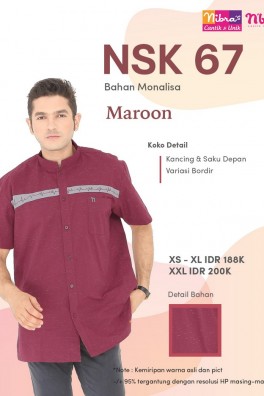 Nibra's
Cantik & Unik
NSK 67
Bahan Monalisa
Maroon
Koko Detail
Kancing & Saku Depan
Variasi Bordir
XS - XL IDR 188K
XXL IDR 200K
Detail Bahan
*Note : Kemiripan warna asli dan pict
95% tergantung dengan resolusi HP masing-ma